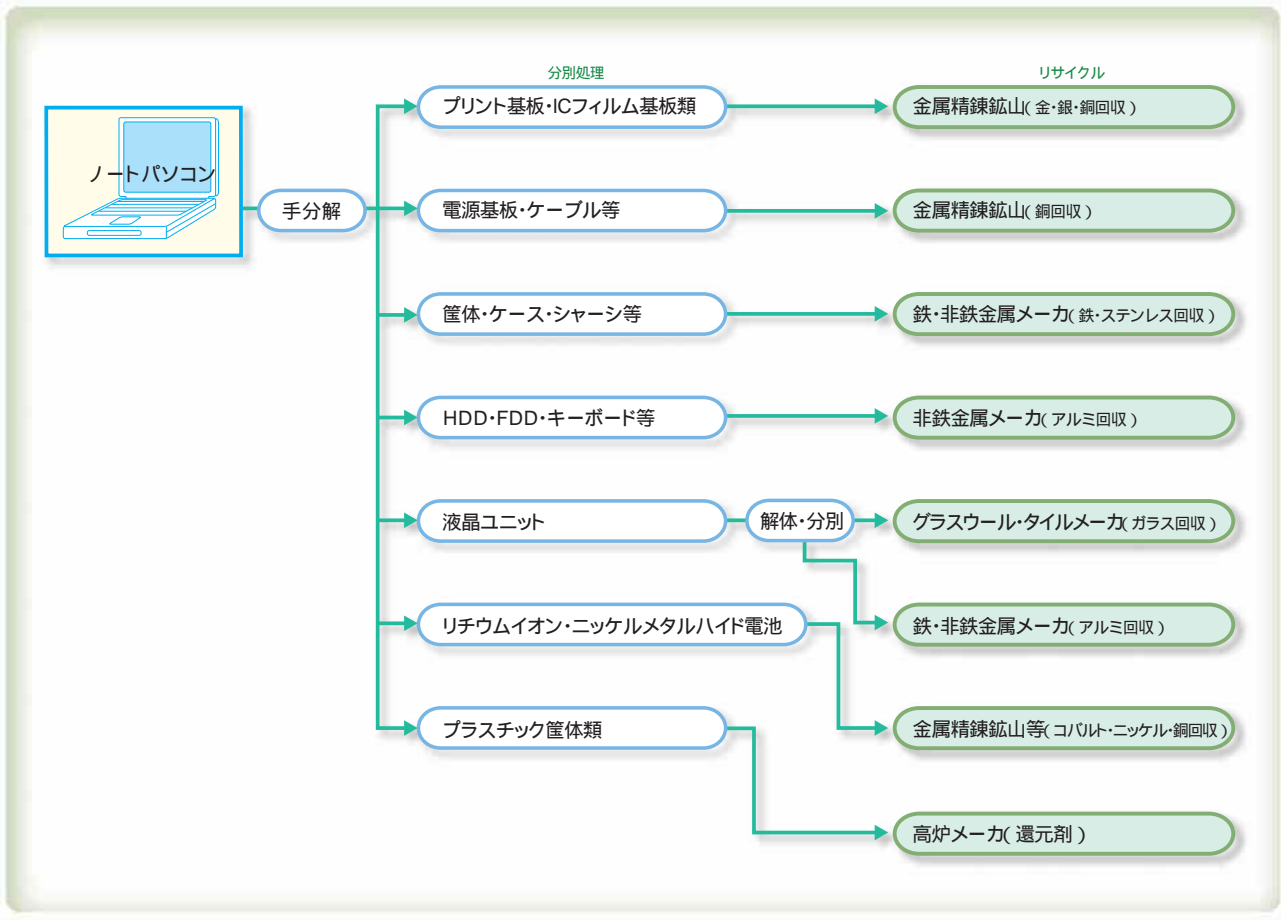 分別処理
リサイクル
ノートパソコン
手分解
プリント基板・ICフィルム基板類
金属精錬鉱山(金・銀・銅回収)
電源基板・ケーブル等
金属精錬鉱山(銅回収)
筐体・ケース・シャーシ等
鉄・非鉄金属メーカ(鉄・ステンレス回収)
HDD・FDD・キーボード等
非鉄金属メーカ(アルミ回収)
液晶ユニット
解体・分別
グラスウール・タイルメーカ(ガラス回収)
鉄・非鉄金属メーカ(アルミ回収)
リチウムイオン・ニッケルメタルハイド電池
金属精錬鉱山等(コバルト・ニッケル・銅回収)
プラスチック筐体類
高炉メーカ(還元剤)